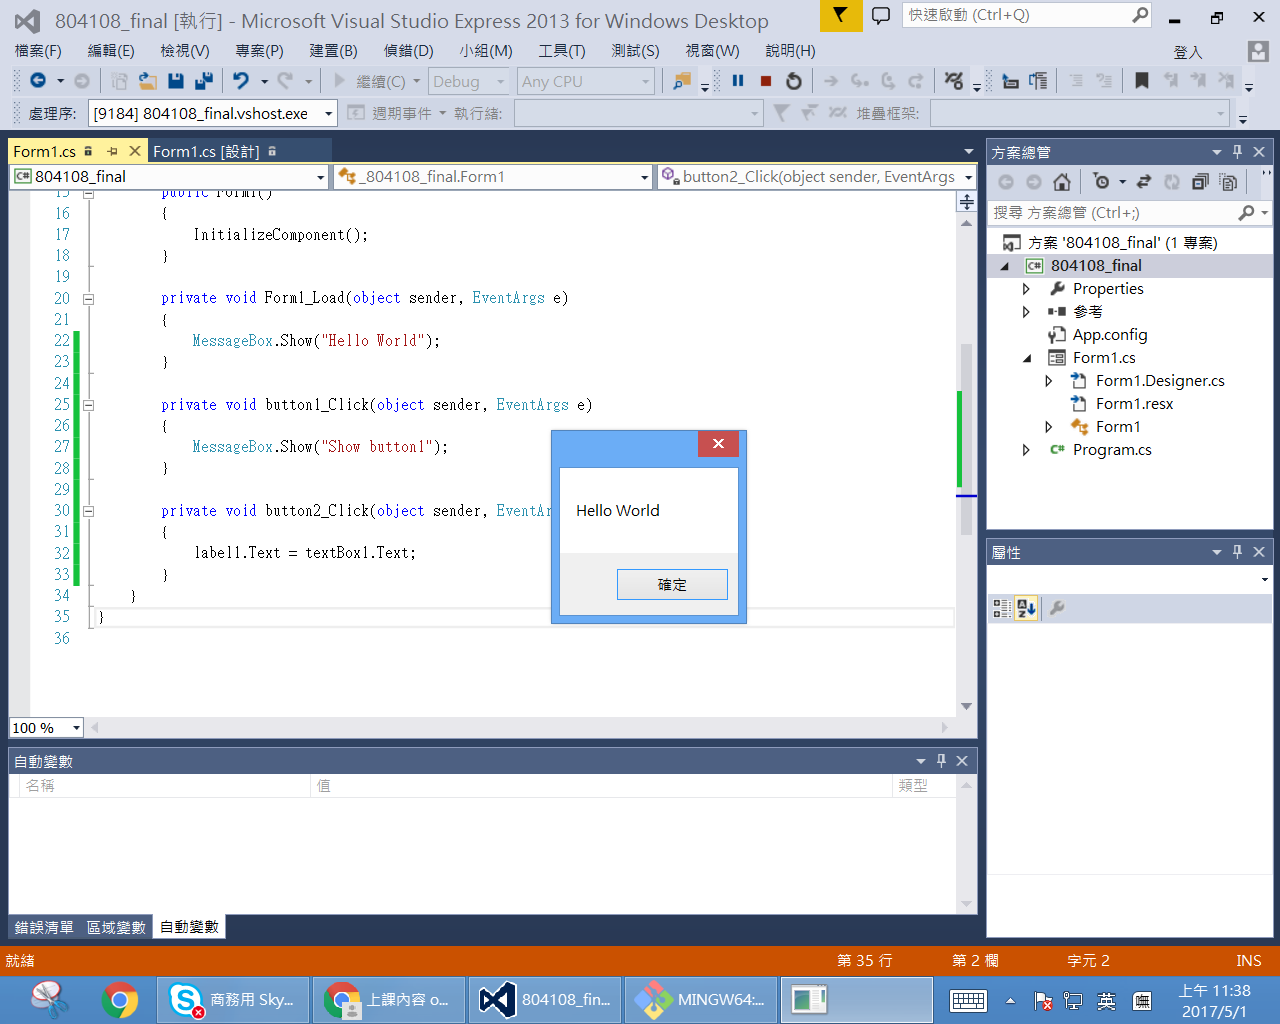 804108_final [執行] - Microsoft Visual Studio Express 2013 for Windows Desktop
快速啟動 (Ctrl+Q)
檔案(F) 編輯(E) 檢視(V) 專案(P) 建置(B) 偵錯(D) 小組(M) 工具(T) 測試(S) 視窗(W) 說明(H)
登入
繼續(C) Debug Any CPU
處理序: [9184] 804108_final.vshost.exe 週期事件 執行緒: 堆疊框架:
Form1.cs Form1.cs [設計]
804108_final _804108_final.Form1 button2_Click(object sender, EventArgs
15 public Form1()
16 {
17 InitializeComponent();
18 }
19
20 private void Form1_Load(object sender, EventArgs e)
21 {
22 MessageBox.Show("Hello World");
23 }
24
25 private void button1_Click(object sender, EventArgs e)
26 {
27 MessageBox.Show("Show button1");
28 }
29
30 private void button2_Click(object sender, EventAr
31 {
32 label1.Text = textBox1.Text;
33 }
34 }
35 }
36
100 %
Hello World
確定
自動變數
名稱 值 類型
錯誤清單 區域變數 自動變數
方案總管
搜尋 方案總管 (Ctrl+;)
方案 '804108_final' (1 專案)
C# 804108_final
Properties
參考
App.config
Form1.cs
Form1.Designer.cs
Form1.resx
Form1
C# Program.cs
屬性
就緒 第 35 行 第 2 欄 字元 2 INS
商務用 Sky... 上課內容 o... 804108_fin... MINGW64:... 英
上午 11:38
2017/5/1